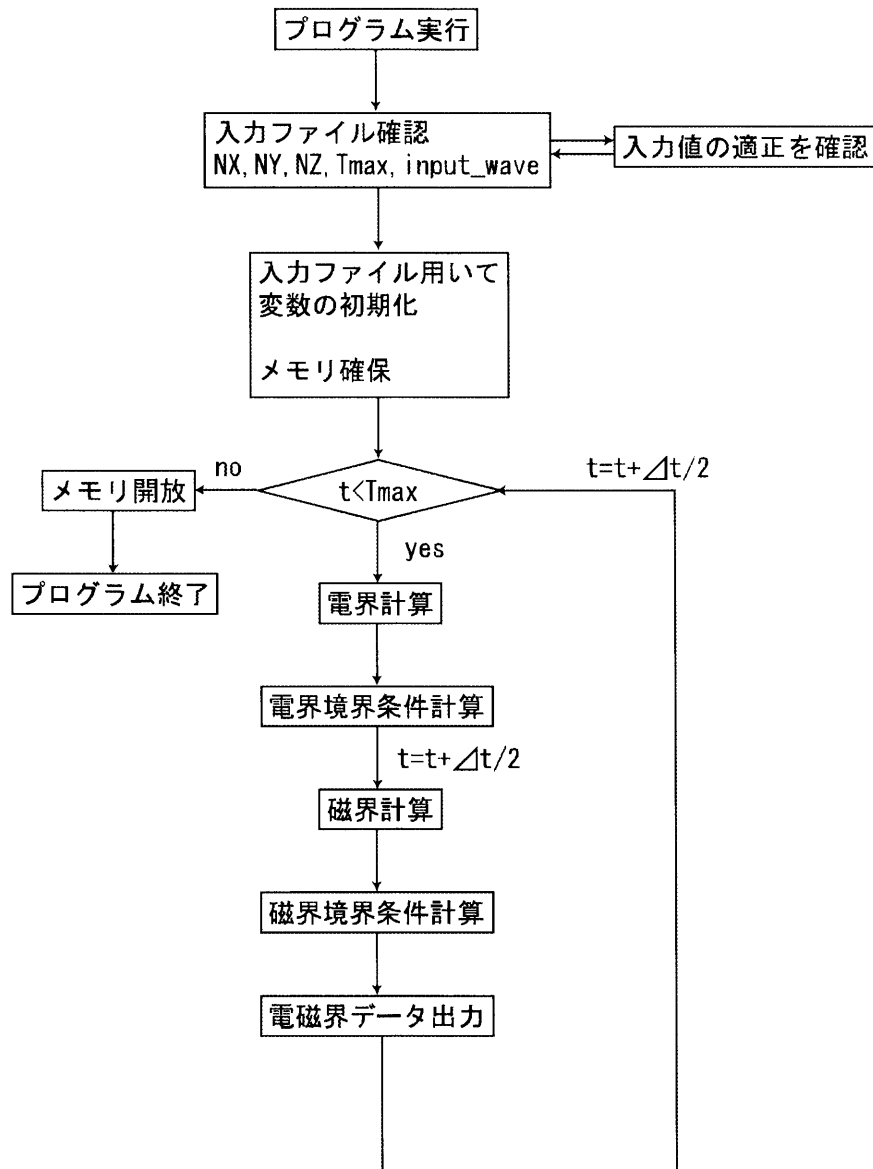 プログラム実行
入力ファイル確認
NX, NY, NZ, Tmax, input_wave
入力値の適正を確認
入力ファイル用いて
変数の初期化
メモリ確保
no
t=t+⊿t/2
メモリ開放
t<Tmax
yes
プログラム終了
電界計算
電界境界条件計算
t=t+⊿t/2
磁界計算
磁界境界条件計算
電磁界データ出力